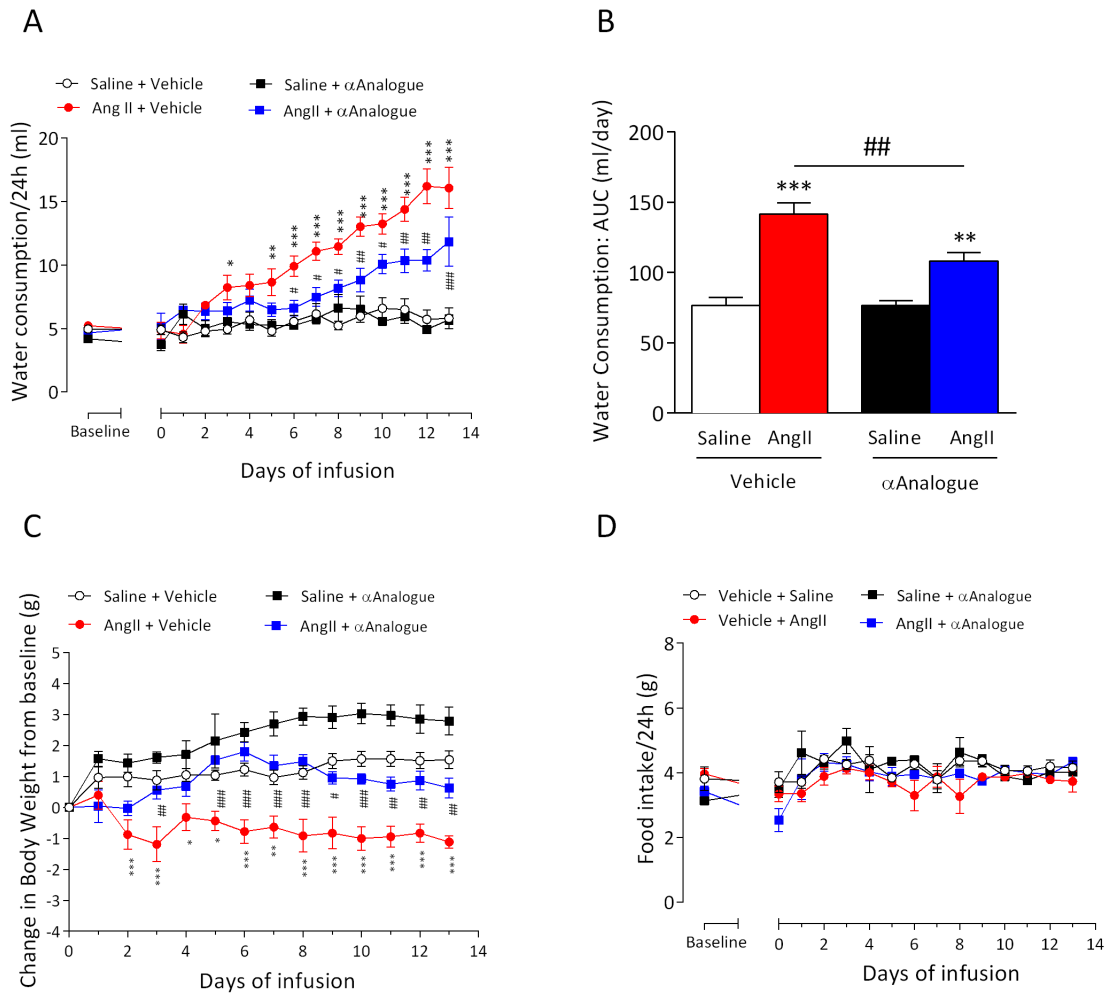 A
Saline + Vehicle
Saline + αAnalogue
Ang II + Vehicle
AngII + αAnalogue
Water consumption/24h (ml)
20
15
10
5
0
*
**
***
***
***
***
***
***
***
***
#
#
#
##
#
##
##
###
Baseline
0 2 4 6 8 10 12 14
Days of infusion
B
Water Consumption: AUC (ml/day)
200
150
100
50
0
##
***
**
Saline AngII Saline AngII
Vehicle αAnalogue
C
Saline + Vehicle
Saline + αAnalogue
AngII + Vehicle
AngII + αAnalogue
Change in Body Weight from baseline (g)
5
4
3
2
1
0
-1
-2
-3
-4
##
###
###
###
###
#
###
##
##
##
***
***
*
*
***
**
***
***
***
***
***
***
0 2 4 6 8 10 12 14
Days of infusion
D
Vehicle + Saline
Saline + αAnalogue
Vehicle + AngII
AngII + αAnalogue
Food intake/24h (g)
8
6
4
2
0
Baseline
0 2 4 6 8 10 12 14
Days of infusion